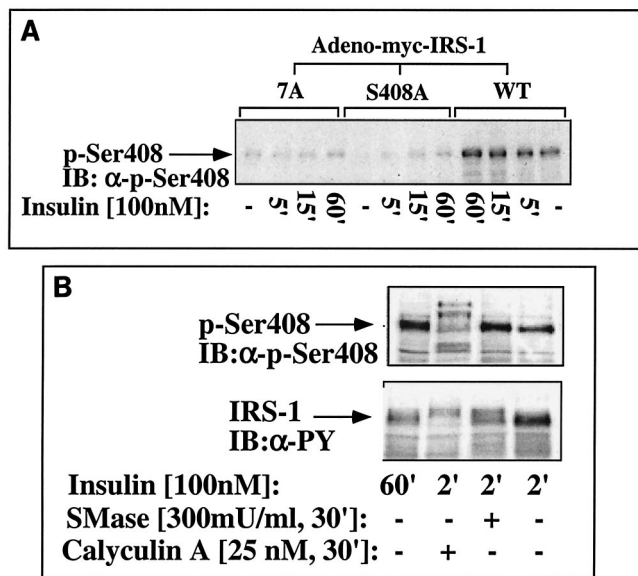 A
Adeno-myc-IRS-1
7A S408A WT
p-Ser408
IB: α-p-Ser408
Insulin [100nM]: - 5' 15' 60' - 5' 15' 60' 60' 15' 5' -
B
p-Ser408
IB:α-p-Ser408
IRS-1
IB:α-PY
Insulin [100nM]: 60' 2' 2' 2'
SMase [300mU/ml, 30']: - - + -
Calyculin A [25 nM, 30']: - + - -